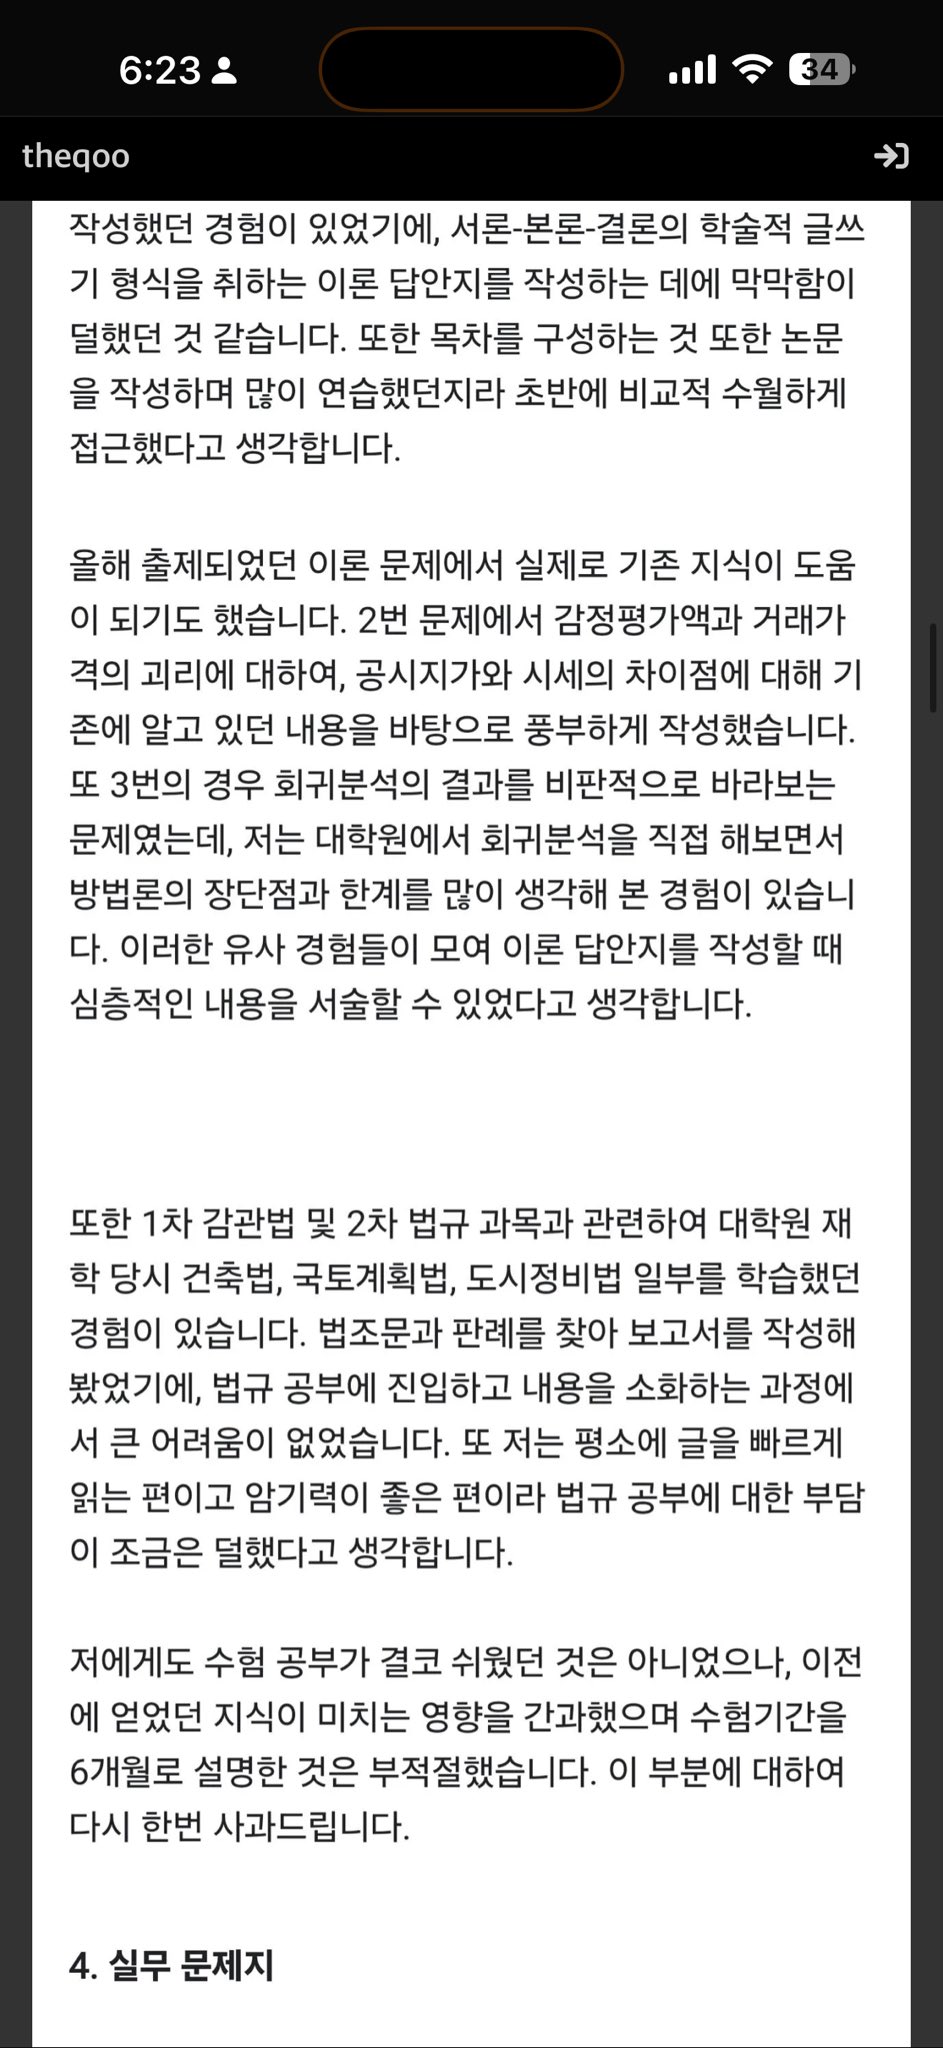 6:23
34
theqoo
작성했던 경험이 있었기에, 서론-본론-결론의 학술적 글쓰
기 형식을 취하는 이론 답안지를 작성하는 데에 막막함이
덜했던 것 같습니다. 또한 목차를 구성하는 것 또한 논문
을 작성하며 많이 연습했던지라 초반에 비교적 수월하게
접근했다고 생각합니다.
올해 출제되었던 이론 문제에서 실제로 기존 지식이 도움
이 되기도 했습니다. 2번 문제에서 감정평가액과 거래가
격의 괴리에 대하여, 공시지가와 시세의 차이점에 대해 기
존에 알고 있던 내용을 바탕으로 풍부하게 작성했습니다.
또 3번의 경우 회귀분석의 결과를 비판적으로 바라보는
문제였는데, 저는 대학원에서 회귀분석을 직접 해보면서
방법론의 장단점과 한계를 많이 생각해 본 경험이 있습니
다. 이러한 유사 경험들이 모여 이론 답안지를 작성할 때
심층적인 내용을 서술할 수 있었다고 생각합니다.
또한 1차 감관법 및 2차 법규 과목과 관련하여 대학원 재
학 당시 건축법, 국토계획법, 도시정비법 일부를 학습했던
경험이 있습니다. 법조문과 판례를 찾아 보고서를 작성해
봤었기에, 법규 공부에 진입하고 내용을 소화하는 과정에
서 큰 어려움이 없었습니다. 또 저는 평소에 글을 빠르게
읽는 편이고 암기력이 좋은 편이라 법규 공부에 대한 부담
이 조금은 덜했다고 생각합니다.
저에게도 수험 공부가 결코 쉬웠던 것은 아니었으나, 이전
에 얻었던 지식이 미치는 영향을 간과했으며 수험기간을
6개월로 설명한 것은 부적절했습니다. 이 부분에 대하여
다시 한번 사과드립니다.
4. 실무 문제지